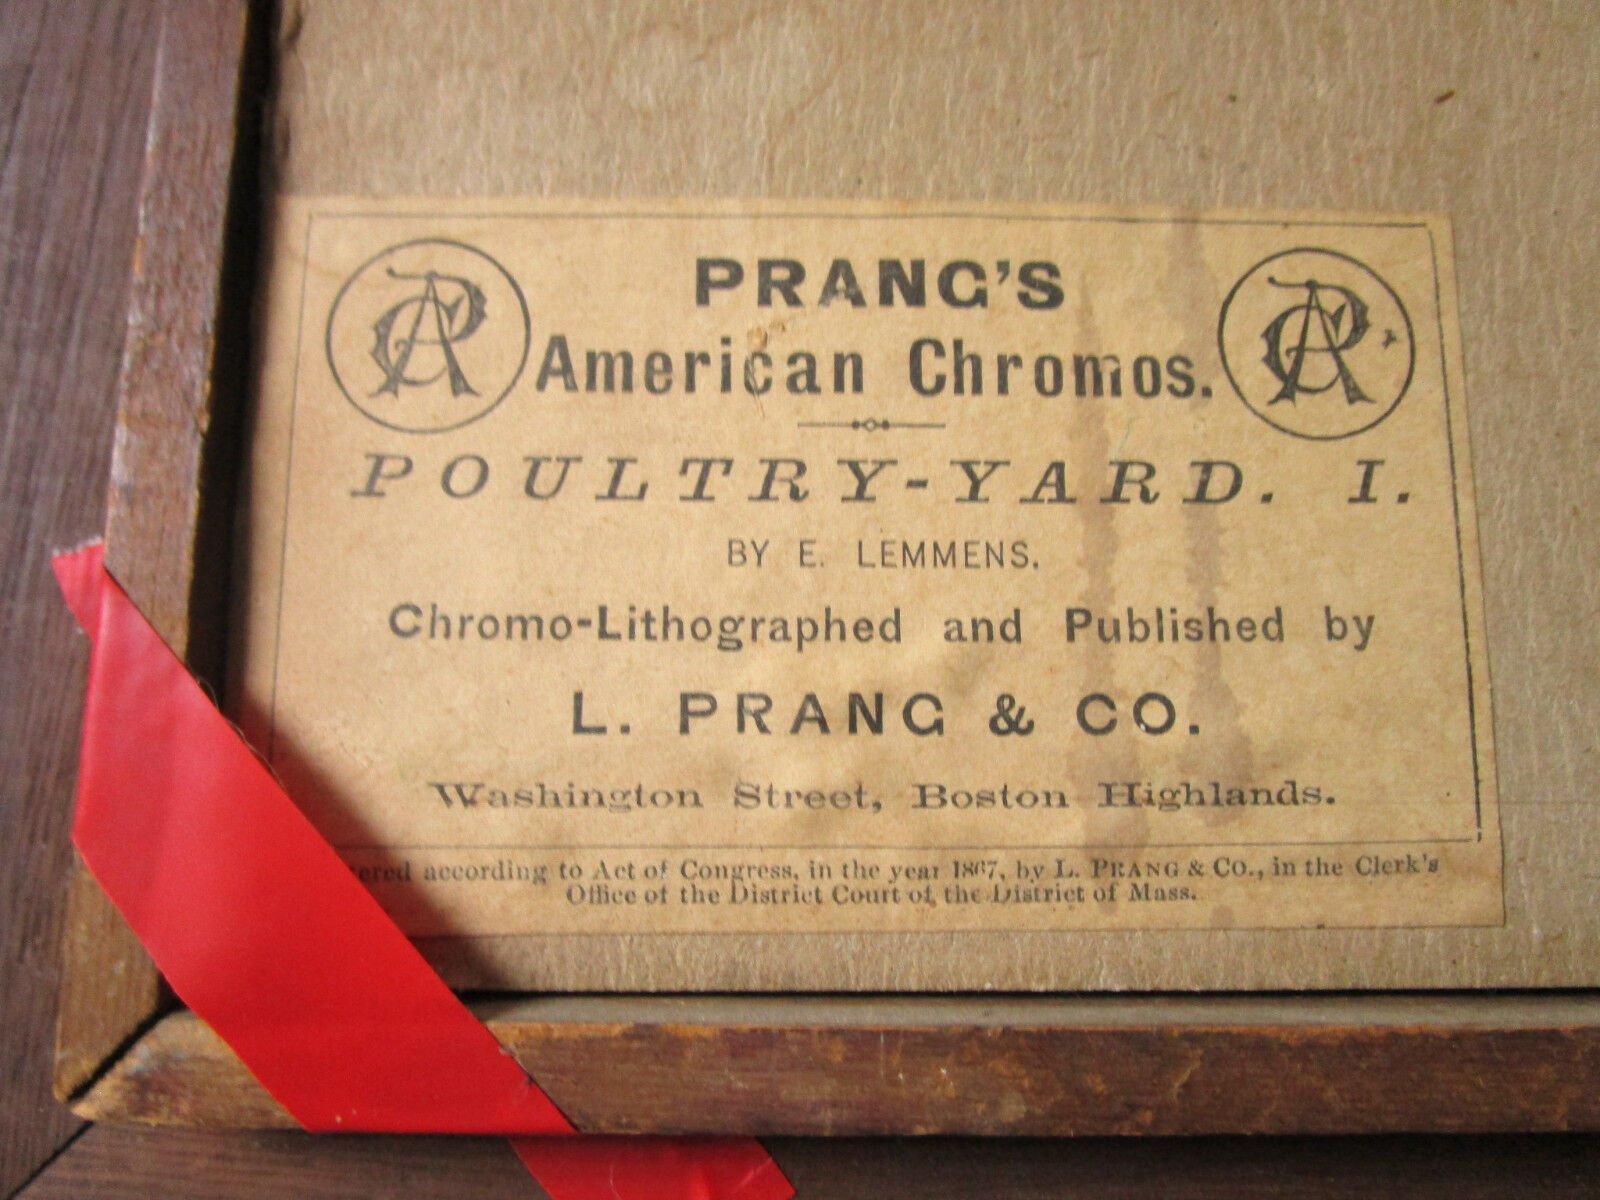 PRANG'S
American Chromos.
POULTRY-YARD. I.
BY E. LEMMENS.
Chromo-Lithographed and Published by
L. PRANG & CO.
Washington Street, Boston Highlands.
according to Act of Congress, in the year 1867, by L. PRANG & CO., in the Clerk's
Office of the District Court of the District of Mass.